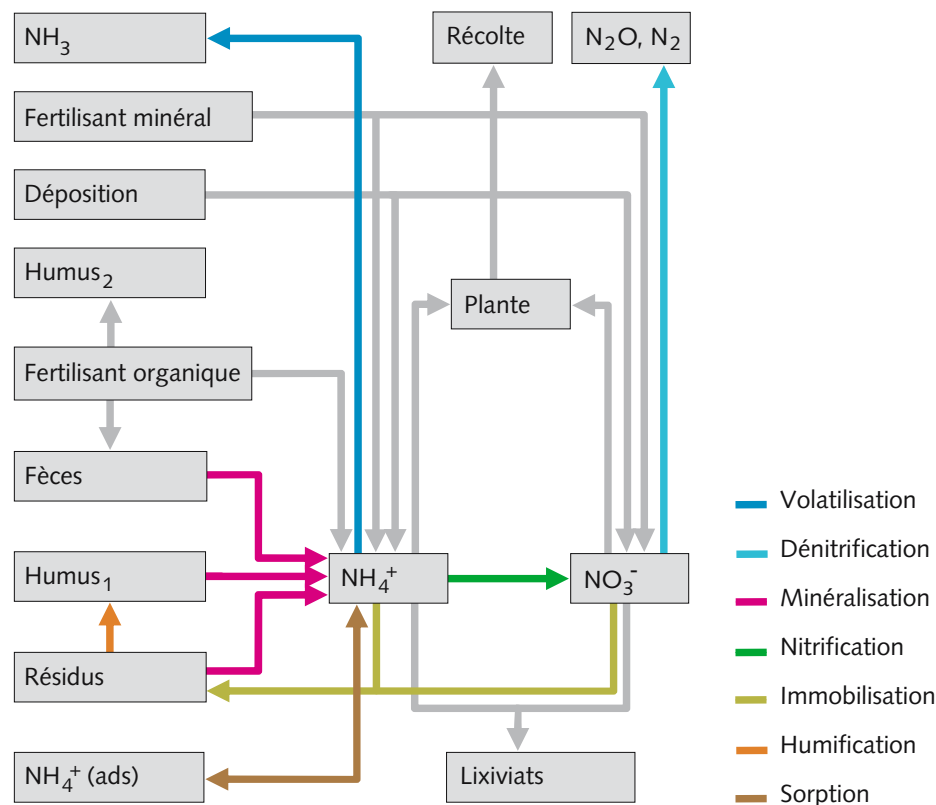 NH₃
Récolte
N₂O, N₂
Fertilisant minéral
Déposition
Humus₂
Plante
Fertilisant organique
Fèces
Humus₁
NH₄⁺
NO₃⁻
Résidus
NH₄⁺ (ads)
Lixiviats
Volatilisation
Dénitrification
Minéralisation
Nitrification
Immobilisation
Humification
Sorption